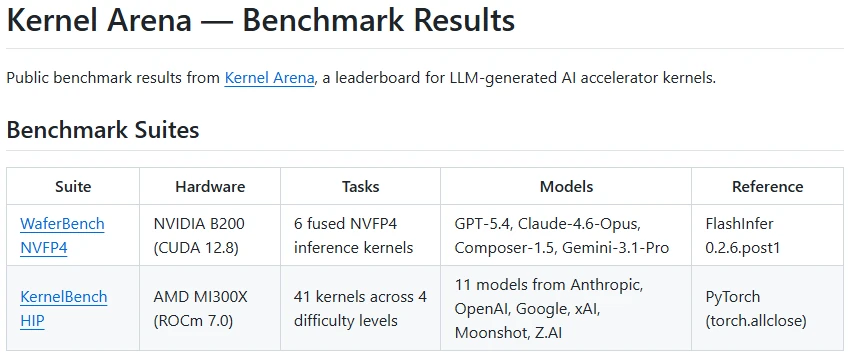 Kernel Arena — Benchmark Results
Public benchmark results from Kernel Arena, a leaderboard for LLM-generated AI accelerator kernels.
Benchmark Suites
Suite Hardware Tasks Models Reference
WaferBench NVFP4
NVIDIA B200 (CUDA 12.8)
6 fused NVFP4 inference kernels
GPT-5.4, Claude-4.6-Opus, Composer-1.5, Gemini-3.1-Pro
FlashInfer 0.2.6.post1
KernelBench HIP
AMD MI300X (ROCm 7.0)
41 kernels across 4 difficulty levels
11 models from Anthropic, OpenAI, Google, xAI, Moonshot, Z.AI
PyTorch (torch.allclose)